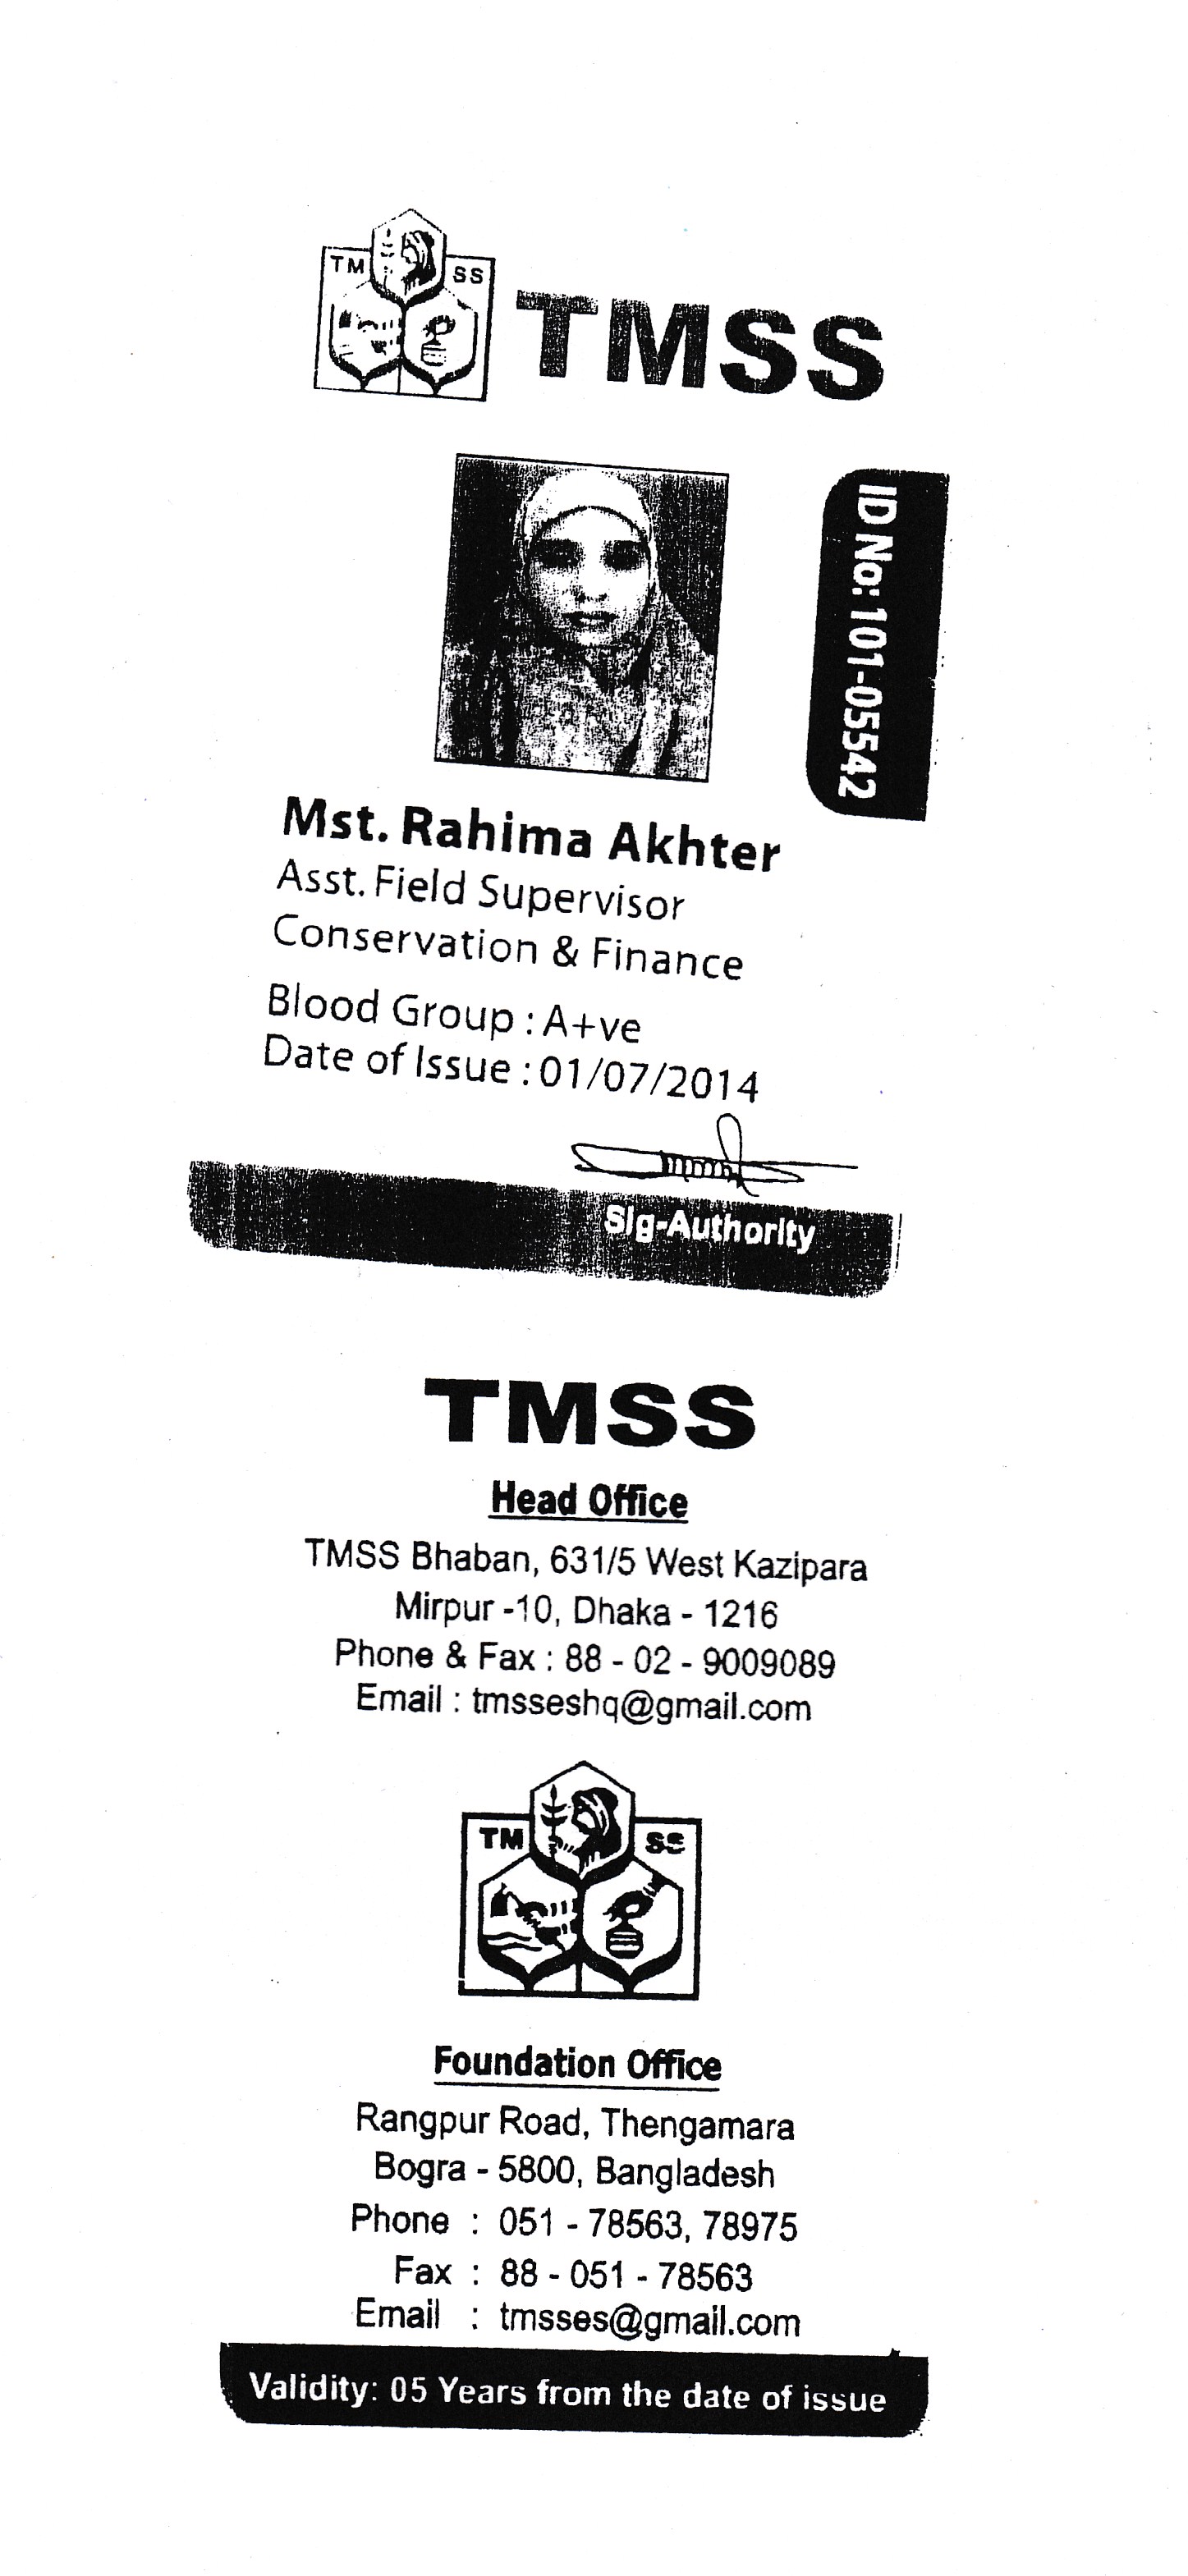 TM SS
TMSS
ID No: 101-05542
Mst. Rahima Akhter
Asst. Field Supervisor
Conservation & Finance
Blood Group : A+ve
Date of Issue : 01/07/2014
Sig-Authority
TMSS
Head Office
TMSS Bhaban, 631/5 West Kazipara
Mirpur -10, Dhaka - 1216
Phone & Fax : 88 - 02 - 9009089
Email : tmsseshq@gmail.com
TM SS
Foundation Office
Rangpur Road, Thengamara
Bogra - 5800, Bangladesh
Phone : 051 - 78563, 78975
Fax : 88 - 051 - 78563
Email : tmsses@gmail.com
Validity: 05 Years from the date of issue